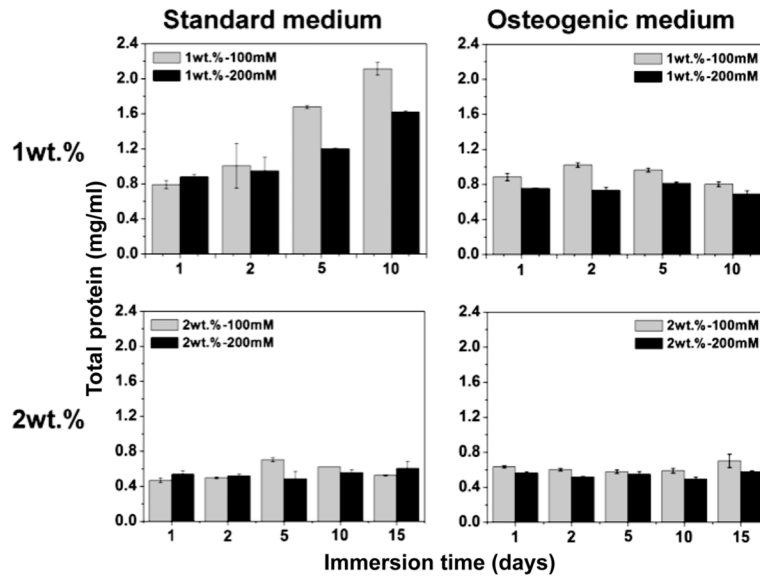 Standard medium
Osteogenic medium
1wt.%
2wt.%
Total protein (mg/ml)
2.4
2.0
1.6
1.2
0.8
0.4
0.0
1wt.%-100mM
1wt.%-200mM
1 2 5 10
2.4
2.0
1.6
1.2
0.8
0.4
0.0
1wt.%-100mM
1wt.%-200mM
1 2 5 10
2.4
2.0
1.6
1.2
0.8
0.4
0.0
2wt.%-100mM
2wt.%-200mM
1 2 5 10 15
2.4
2.0
1.6
1.2
0.8
0.4
0.0
2wt.%-100mM
2wt.%-200mM
1 2 5 10 15
Immersion time (days)